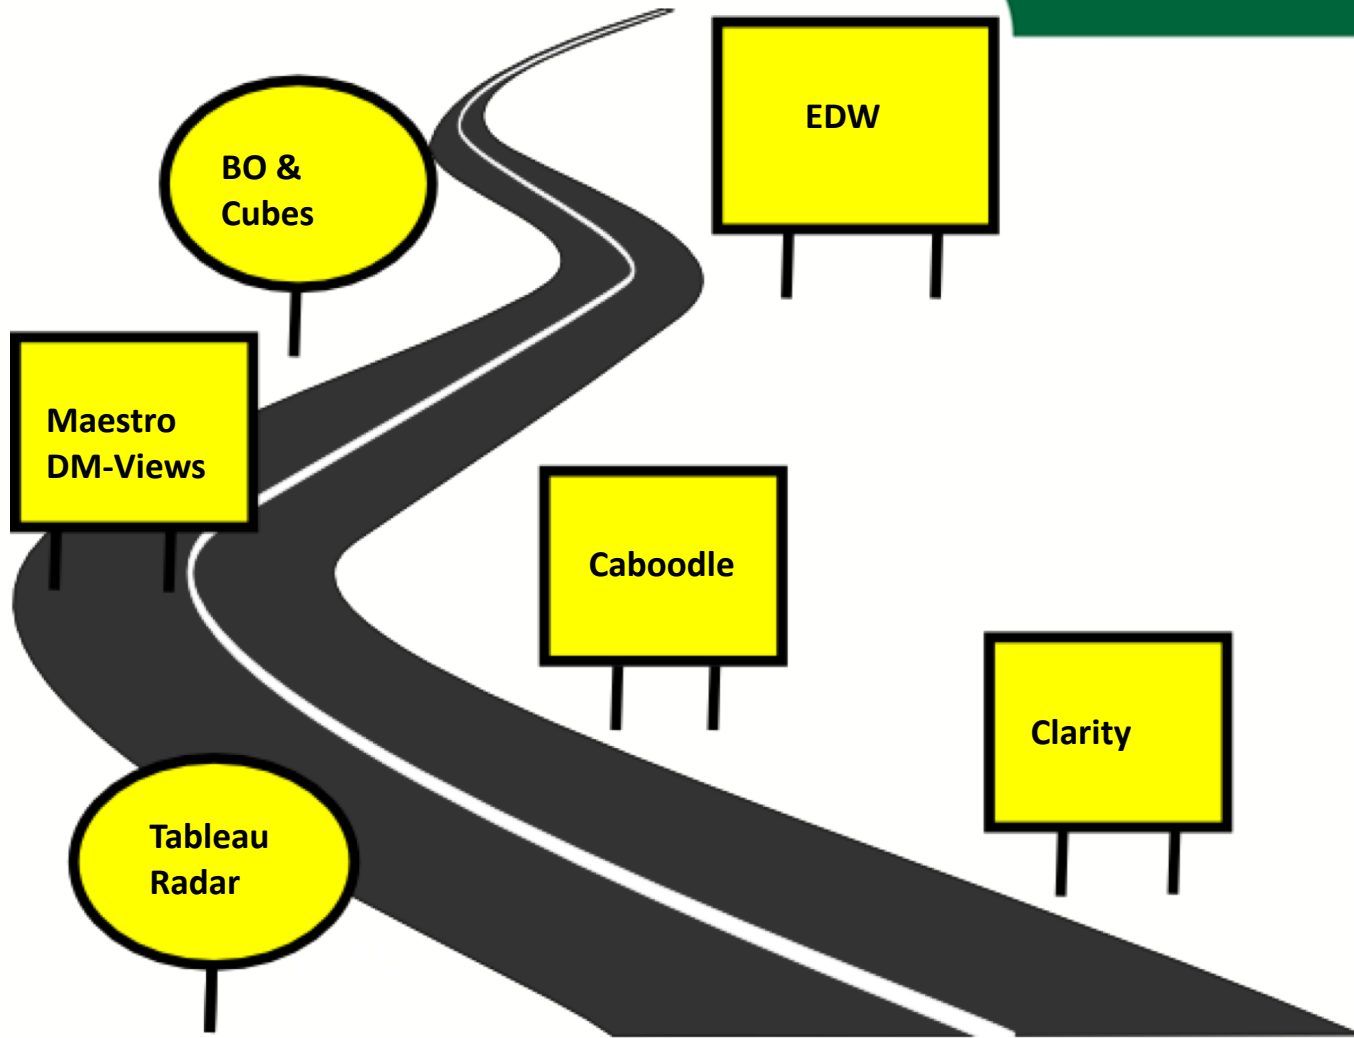 EDW
BO &
Cubes
Maestro
DM-Views
Caboodle
Clarity
Tableau
Radar